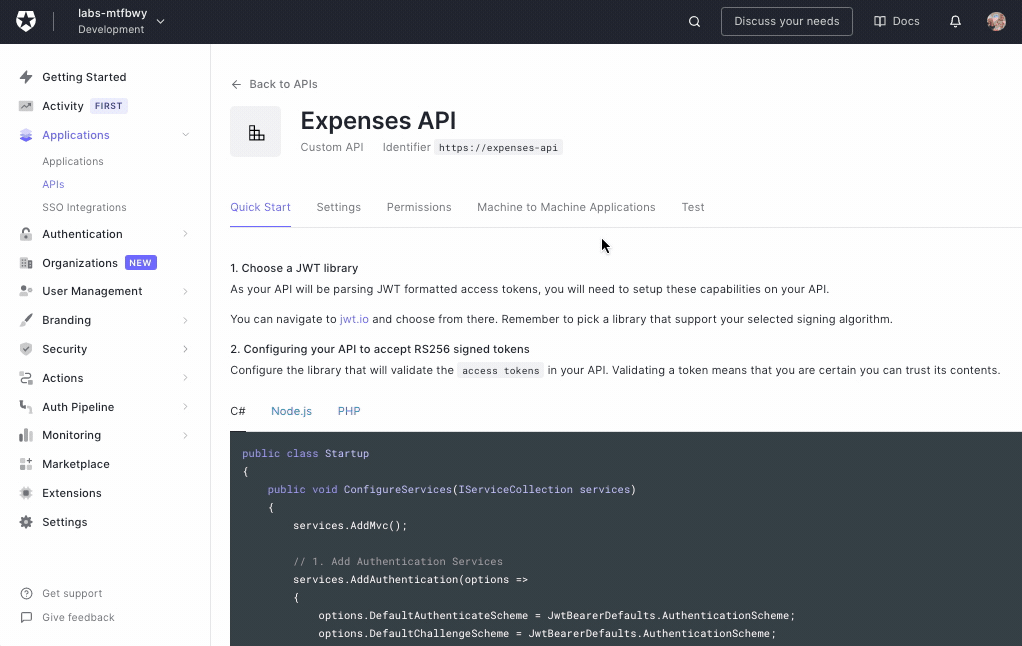 labs-mtfbwy
Development
Discuss your needs
Docs
Getting Started
Activity FIRST
Applications
Applications
APIs
SSO Integrations
Authentication
Organizations NEW
User Management
Branding
Security
Actions
Auth Pipeline
Monitoring
Marketplace
Extensions
Settings
Get support
Give feedback
← Back to APIs
Expenses API
Custom API Identifier https://expenses-api
Quick Start Settings Permissions Machine to Machine Applications Test
1. Choose a JWT library
As your API will be parsing JWT formatted access tokens, you will need to setup these capabilities on your API.
You can navigate to jwt.io and choose from there. Remember to pick a library that support your selected signing algorithm.
2. Configuring your API to accept RS256 signed tokens
Configure the library that will validate the access tokens in your API. Validating a token means that you are certain you can trust its contents.
C# Node.js PHP
public class Startup
{
    public void ConfigureServices(IServiceCollection services)
    {
        services.AddMvc();
        // 1. Add Authentication Services
        services.AddAuthentication(options =>
        {
            options.DefaultAuthenticateScheme = JwtBearerDefaults.AuthenticationScheme;
            options.DefaultChallengeScheme = JwtBearerDefaults.AuthenticationScheme;